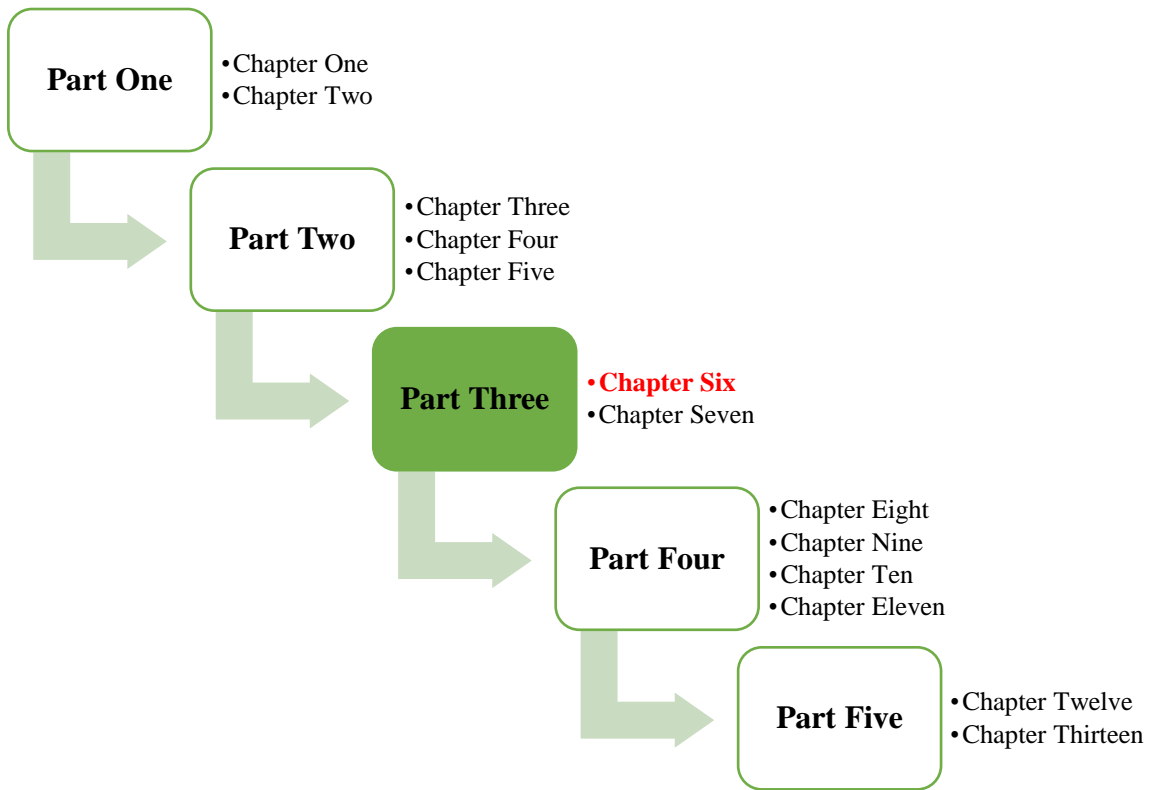 Part One
•Chapter One
•Chapter Two
Part Two
•Chapter Three
•Chapter Four
•Chapter Five
Part Three
•Chapter Six
•Chapter Seven
Part Four
•Chapter Eight
•Chapter Nine
•Chapter Ten
•Chapter Eleven
Part Five
•Chapter Twelve
•Chapter Thirteen